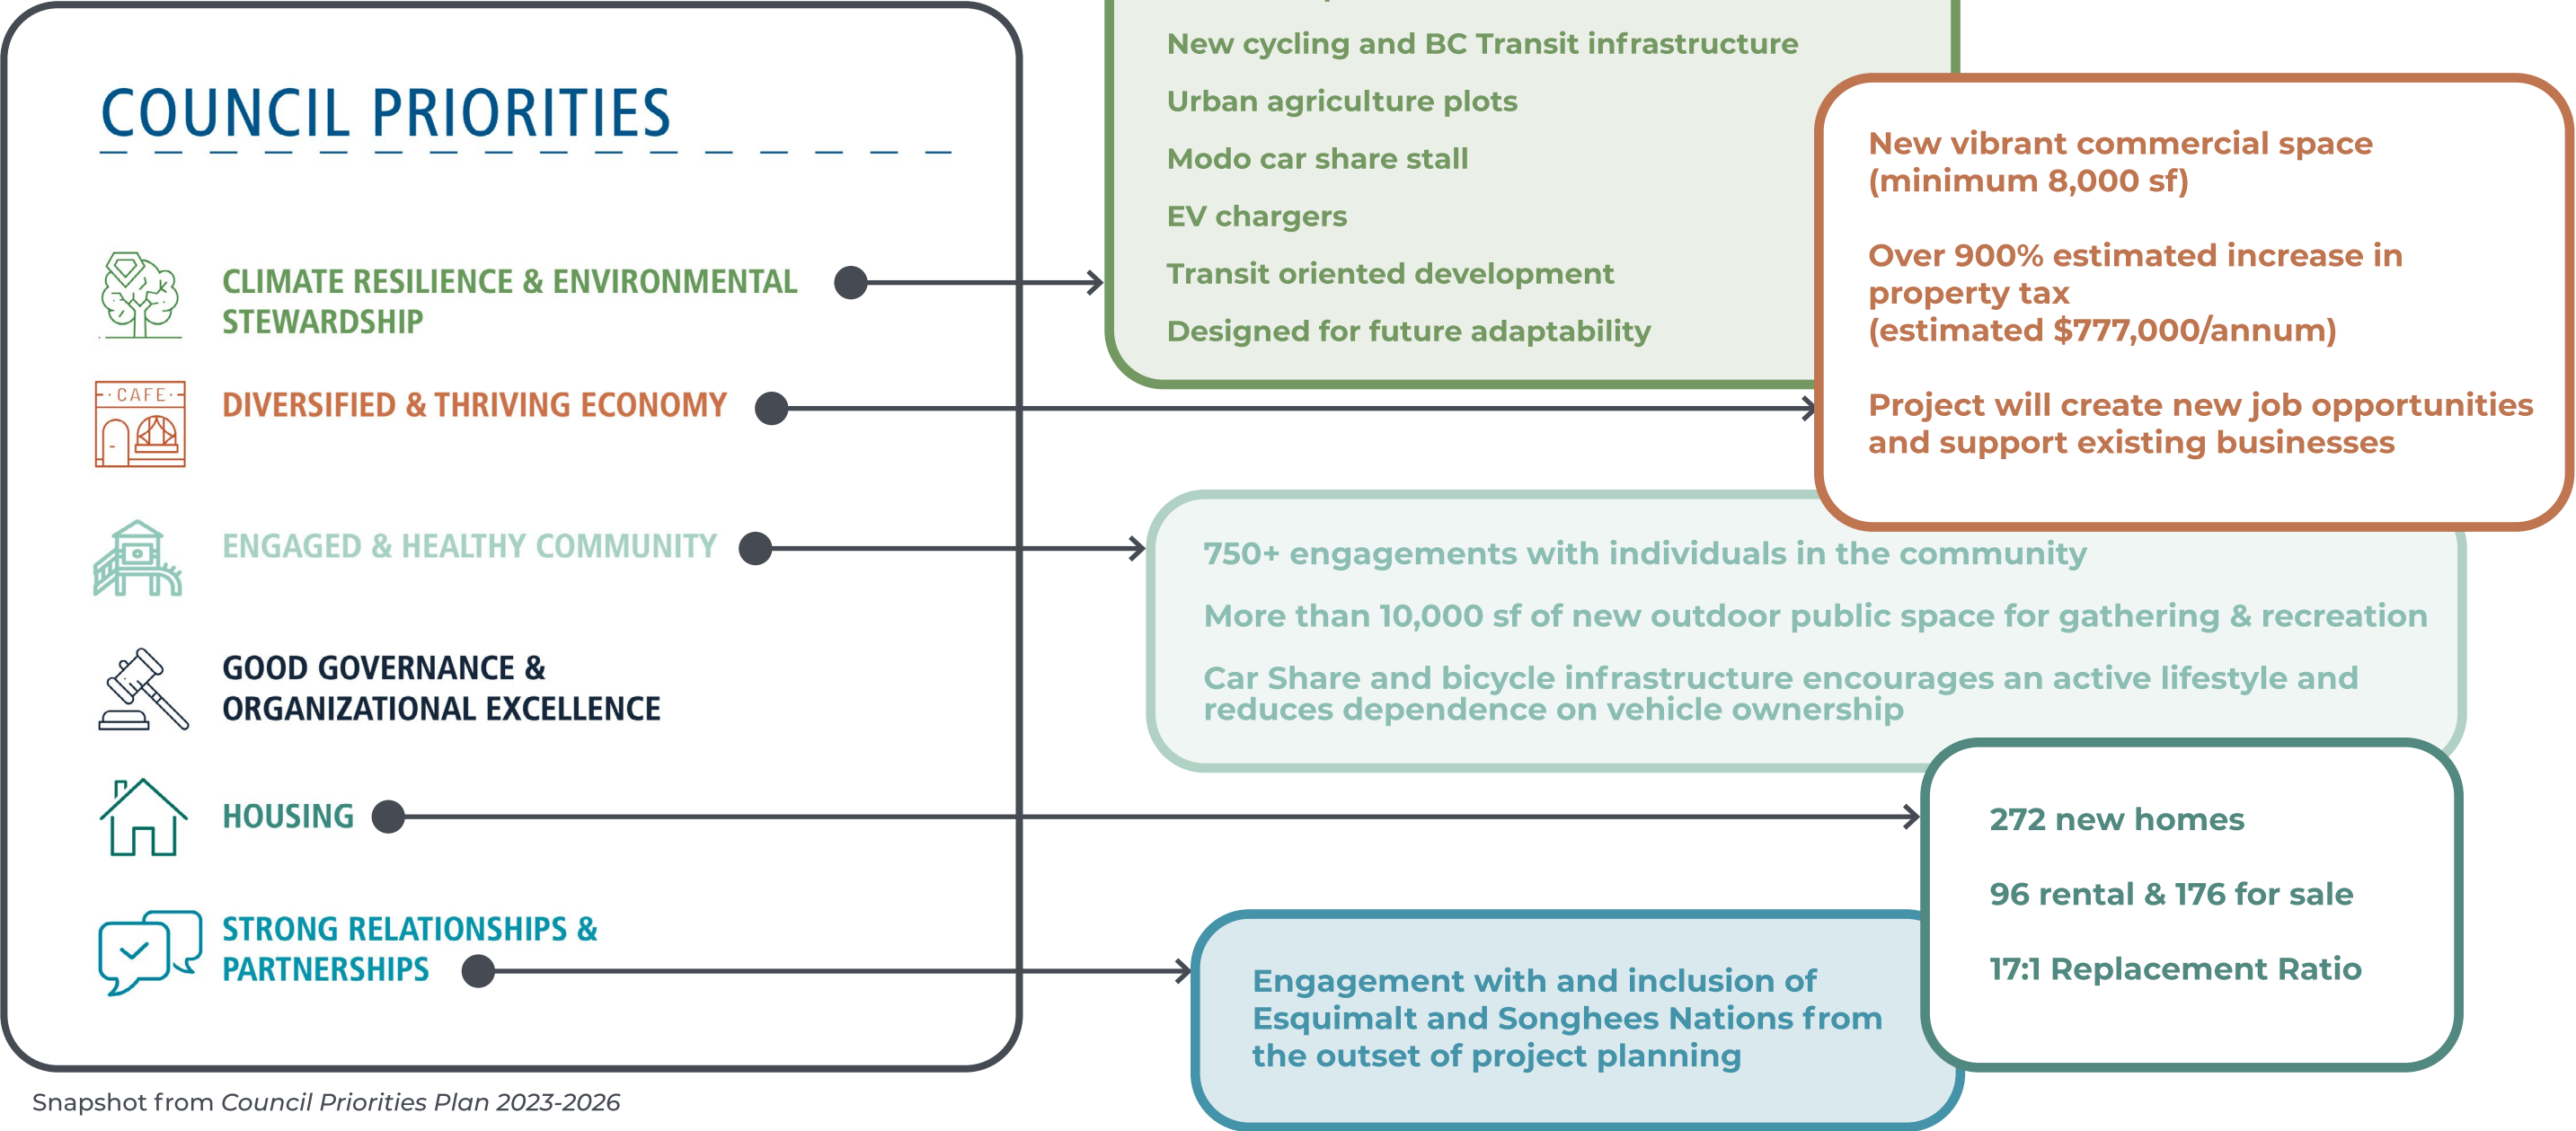 COUNCIL PRIORITIES
CLIMATE RESILIENCE & ENVIRONMENTAL
STEWARDSHIP
CAFE
DIVERSIFIED & THRIVING ECONOMY
ENGAGED & HEALTHY COMMUNITY
GOOD GOVERNANCE &
ORGANIZATIONAL EXCELLENCE
HOUSING
STRONG RELATIONSHIPS &
PARTNERSHIPS
Snapshot from Council Priorities Plan 2023-2026
New cycling and BC Transit infrastructure
Urban agriculture plots
Modo car share stall
EV chargers
Transit oriented development
Designed for future adaptability
New vibrant commercial space
(minimum 8,000 sf)
Over 900% estimated increase in
property tax
(estimated $777,000/annum)
Project will create new job opportunities
and support existing businesses
750+ engagements with individuals in the community
More than 10,000 sf of new outdoor public space for gathering & recreation
Car Share and bicycle infrastructure encourages an active lifestyle and
reduces dependence on vehicle ownership
272 new homes
96 rental & 176 for sale
17:1 Replacement Ratio
Engagement with and inclusion of
Esquimalt and Songhees Nations from
the outset of project planning